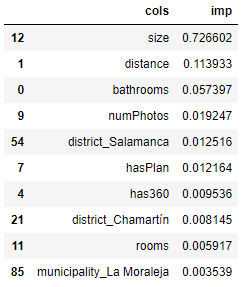 cols imp
12 size 0.726602
1 distance 0.113933
0 bathrooms 0.057397
9 numPhotos 0.019247
54 district_Salamanca 0.012516
7 hasPlan 0.012164
4 has360 0.009536
21 district_Chamartín 0.008145
11 rooms 0.005917
85 municipality_La Moraleja 0.003539